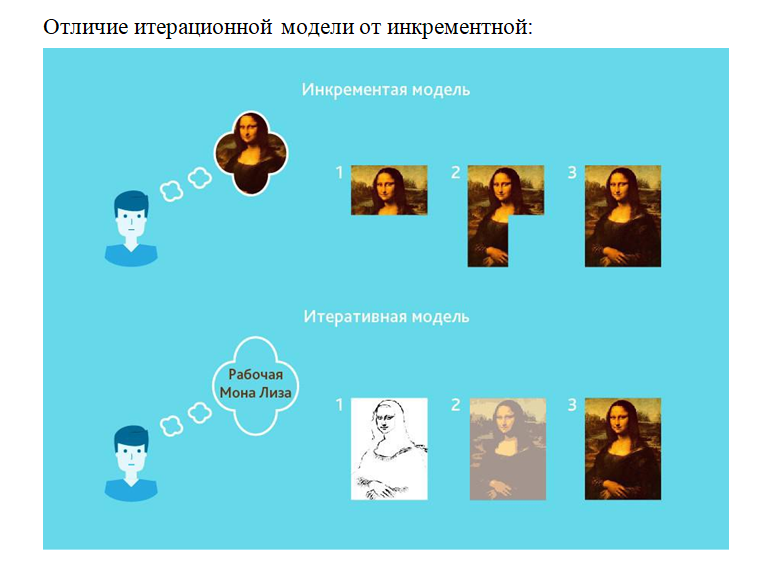 Отличие итерационной модели от инкрементной:
Инкрементая модель
1 2 3
Итеративная модель
Рабочая
Мона Лиза
1 2 3